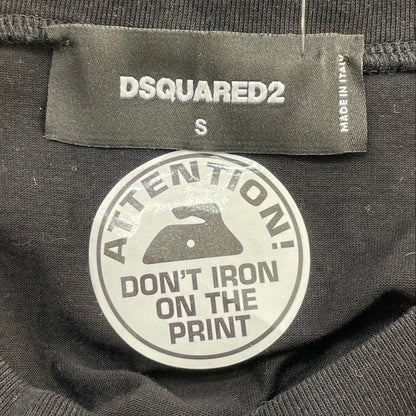 DSQUARED2
S
MADE IN ITALY
ATTENTION!
DON'T IRON
ON THE
PRINT